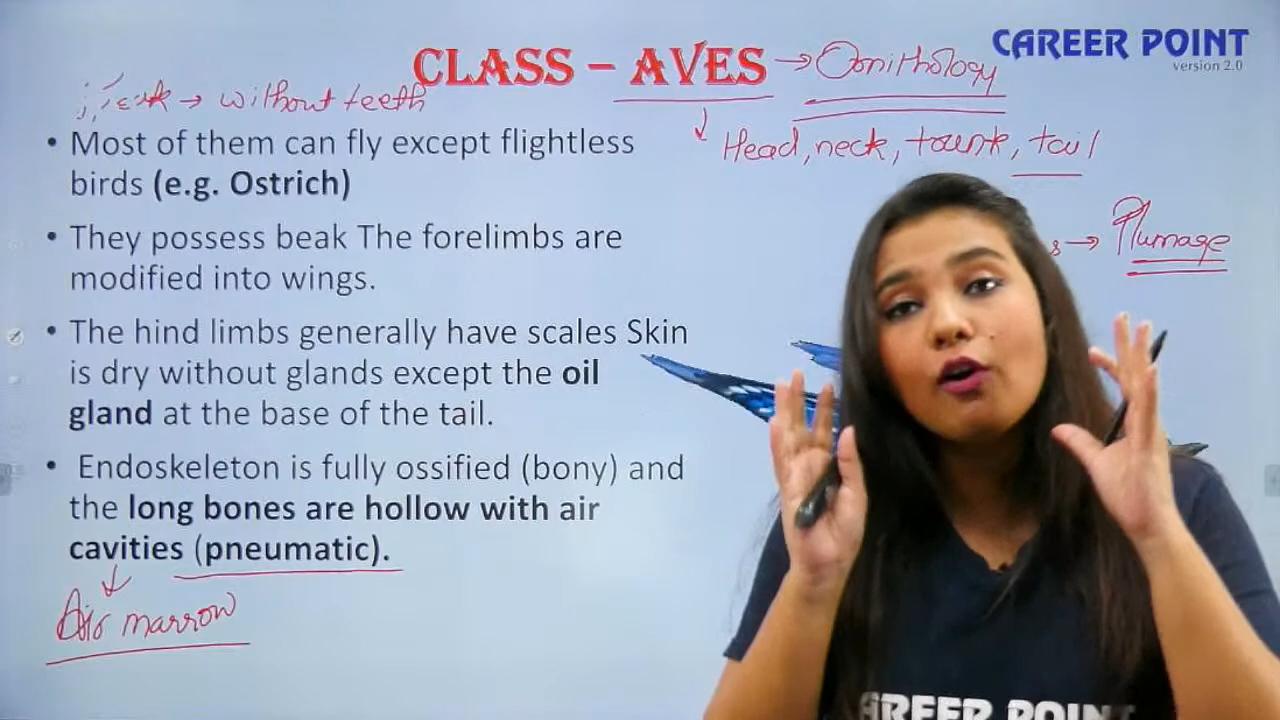 CLASS – AVES → Ornithology
CAREER POINT
version 2.0
→ without teeth
Head, neck, trunk, tail
• Most of them can fly except flightless
birds (e.g. Ostrich)
s → Plumage
• They possess beak The forelimbs are
modified into wings.
• The hind limbs generally have scales Skin
is dry without glands except the oil
gland at the base of the tail.
• Endoskeleton is fully ossified (bony) and
the long bones are hollow with air
cavities (pneumatic).
Air marrow
CAREER POINT